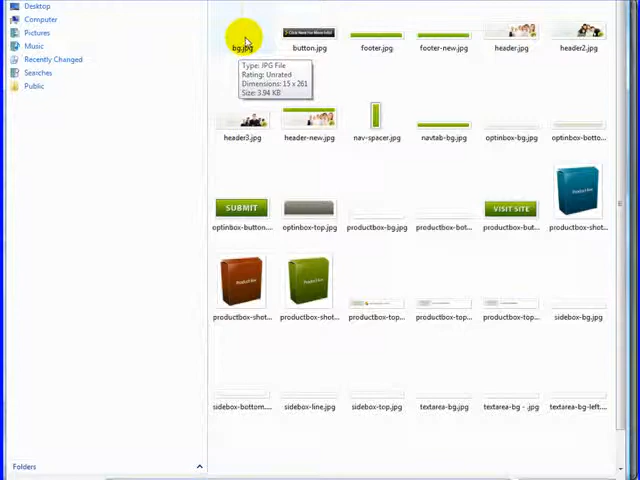 Desktop
Computer
Pictures
Music
Recently Changed
Searches
Public
Folders
bg.jpg
button.jpg
footer.jpg
footer-new.jpg
header.jpg
header2.jpg
Type: JPG File
Rating: Unrated
Dimensions: 15 x 261
Size: 3.94 KB
header3.jpg
header-new.jpg
nav-spacer.jpg
navtab-bg.jpg
optinbox-bg.jpg
optinbox-botto...
SUBMIT
VISIT SITE
optinbox-button....
optinbox-top.jpg
productbox-bg.jpg
productbox-bot...
productbox-but...
productbox-shot...
productbox-shot...
productbox-shot...
productbox-top...
productbox-top...
productbox-top...
sidebox-bg.jpg
sidebox-bottom....
sidebox-line.jpg
sidebox-top.jpg
textarea-bg.jpg
textarea-bg - .jpg
textarea-bg-left....